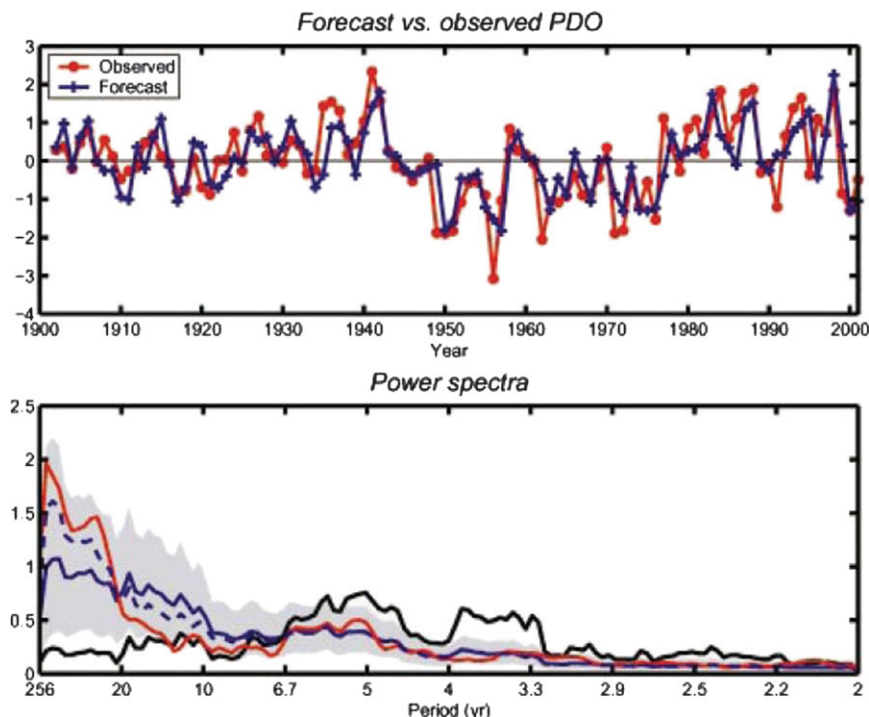 Forecast vs. observed PDO
3
2
1
0
−1
−2
−3
−4
Observed
Forecast
1900 1910 1920 1930 1940 1950 1960 1970 1980 1990 2000
Year
Power spectra
2.5
2
1.5
1
0.5
0
256 20 10 6.7 5 4 3.3 2.9 2.5 2.2 2
Period (yr)